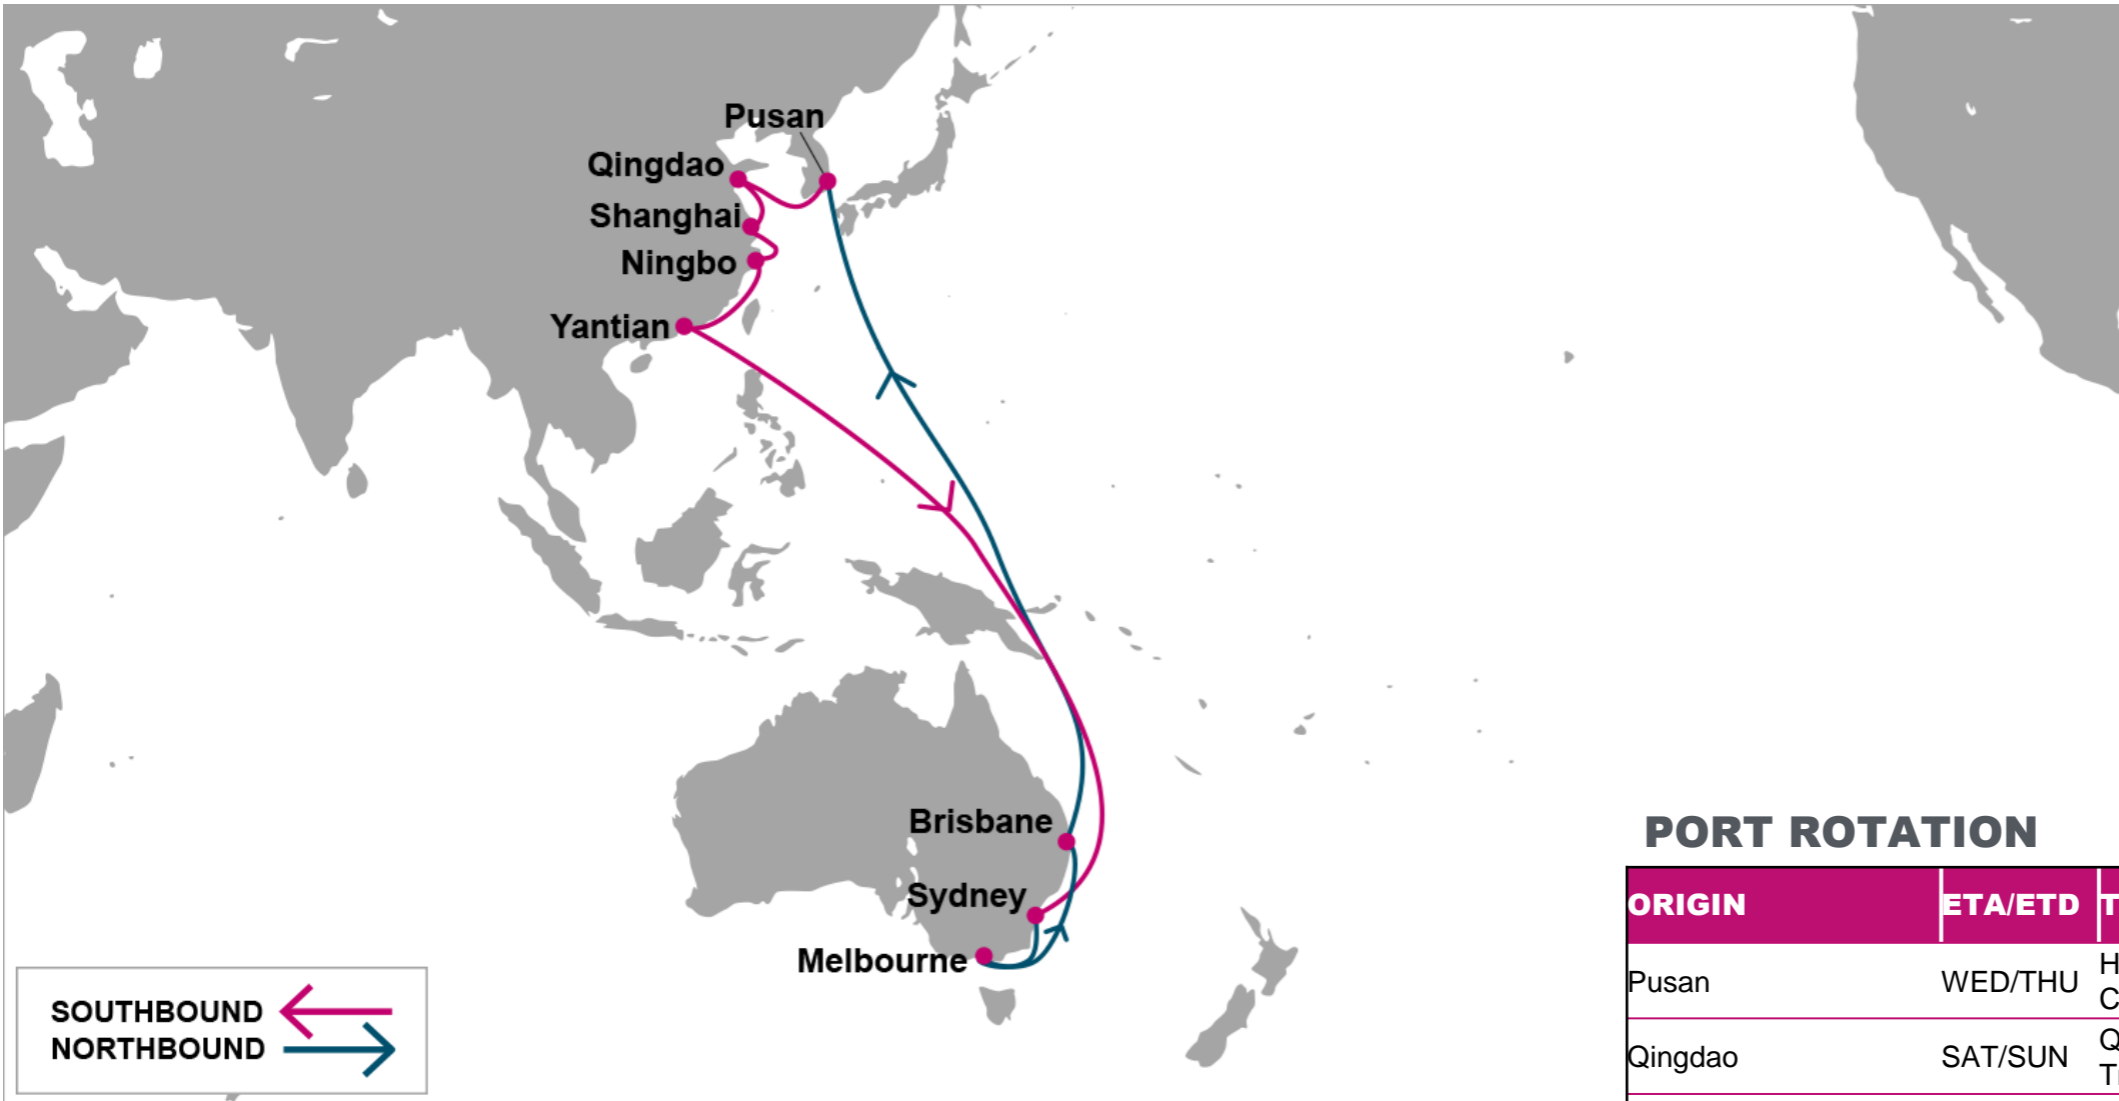 Pusan
Qingdao
Shanghai
Ningbo
Yantian
Brisbane
Sydney
Melbourne
SOUTHBOUND
NORTHBOUND
PORT ROTATION
ORIGIN ETA/ETD
Pusan WED/THU
Qingdao SAT/SUN